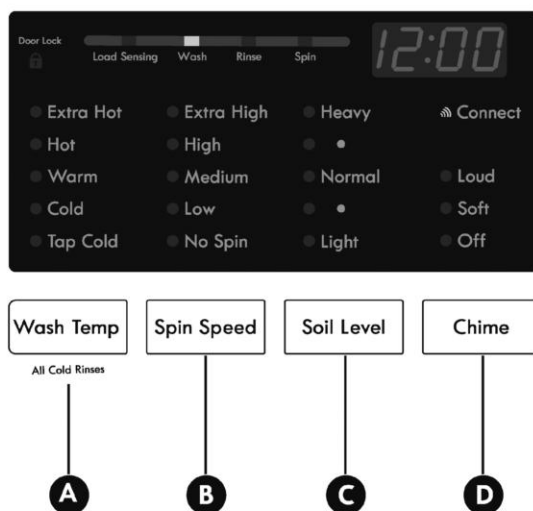 12:00
Door Lock
Load Sensing Wash Rinse Spin
Extra Hot Extra High Heavy Connect
Hot High
Warm Medium Normal Loud
Cold Low Soft
Tap Cold No Spin Light Off
Wash Temp Spin Speed Soil Level Chime
All Cold Rinses
A B C D